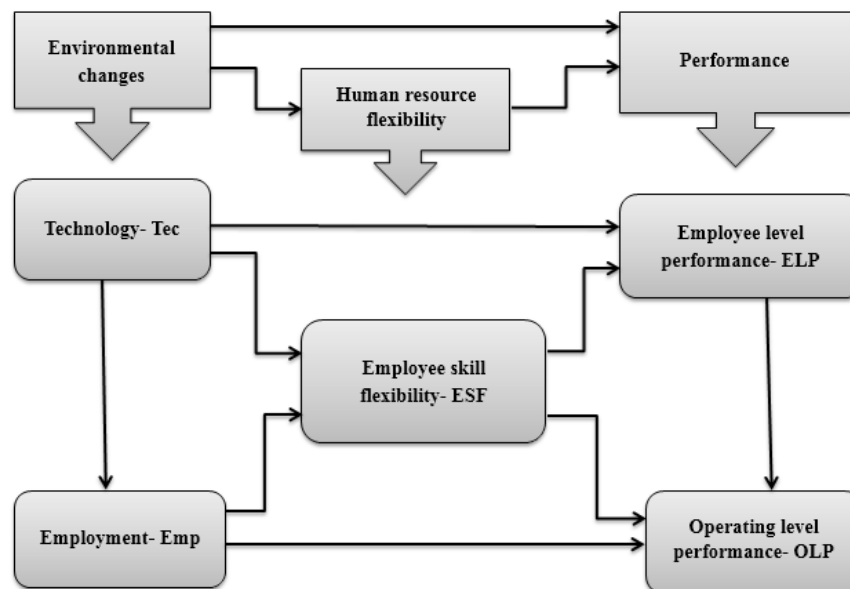 Environmental
changes
Performance
Human resource
flexibility
Technology- Tec
Employee level
performance- ELP
Employee skill
flexibility- ESF
Employment- Emp
Operating level
performance- OLP